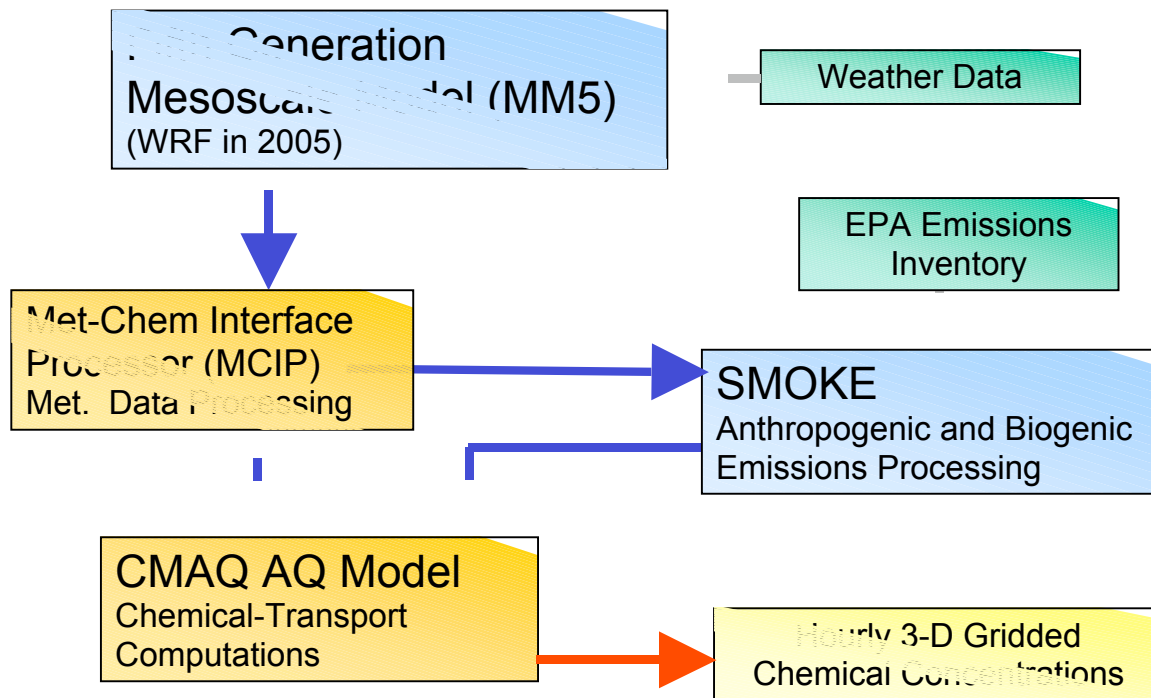 Generation
Mesoscale Model (MM5)
(WRF in 2005)
Weather Data
EPA Emissions
Inventory
Met-Chem Interface
Processor (MCIP)
Met. Data Processing
SMOKE
Anthropogenic and Biogenic
Emissions Processing
CMAQ AQ Model
Chemical-Transport
Computations
Hourly 3-D Gridded
Chemical Concentrations